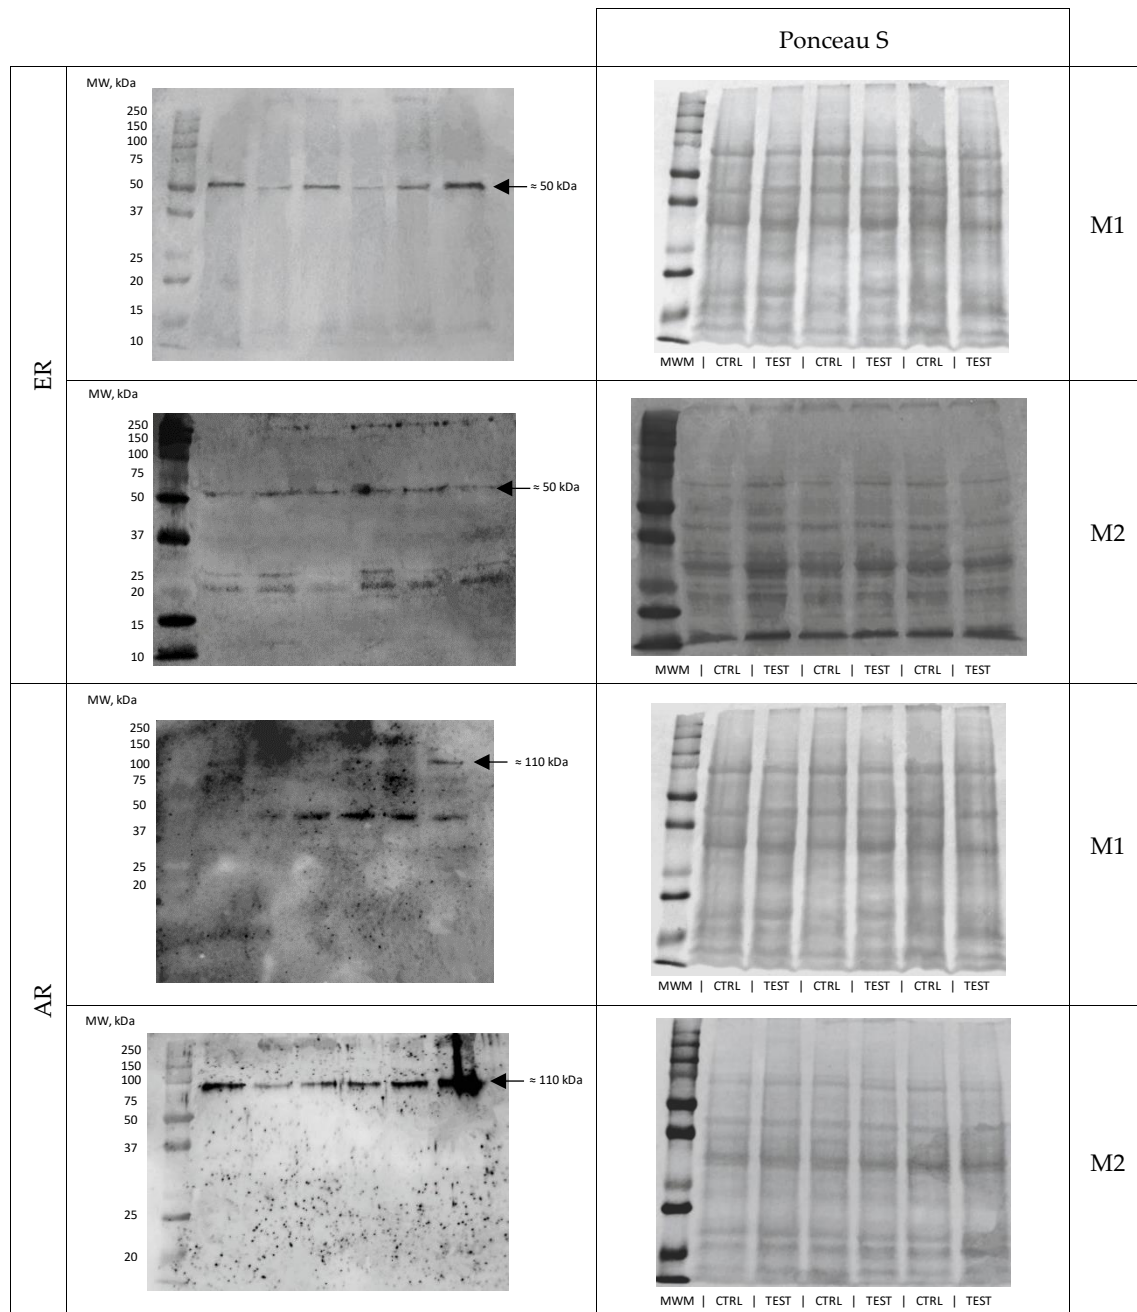 Ponceau S
ER
MW, kDa
250
150
100
75
50
37
25
20
15
10
≈ 50 kDa
MWM | CTRL | TEST | CTRL | TEST | CTRL | TEST
M1
MW, kDa
250
150
100
75
50
37
25
20
15
10
≈ 50 kDa
MWM | CTRL | TEST | CTRL | TEST | CTRL | TEST
M2
AR
MW, kDa
250
150
100
75
50
37
25
20
≈ 110 kDa
MWM | CTRL | TEST | CTRL | TEST | CTRL | TEST
M1
MW, kDa
250
150
100
75
50
37
25
20
≈ 110 kDa
MWM | CTRL | TEST | CTRL | TEST | CTRL | TEST
M2